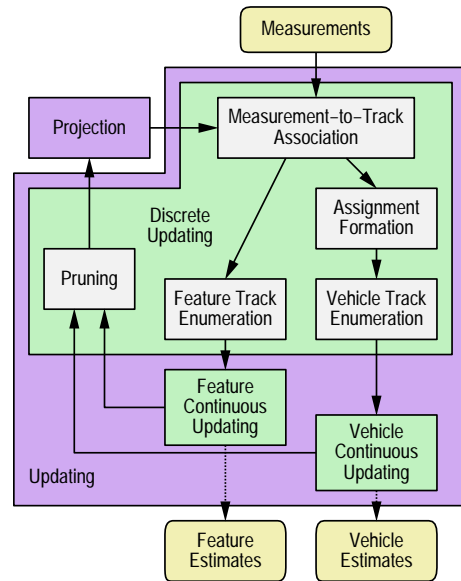 Measurements
Projection
Measurement–to–Track
Association
Discrete
Updating
Assignment
Formation
Pruning
Feature Track
Enumeration
Vehicle Track
Enumeration
Feature
Continuous
Updating
Vehicle
Continuous
Updating
Updating
Feature
Estimates
Vehicle
Estimates